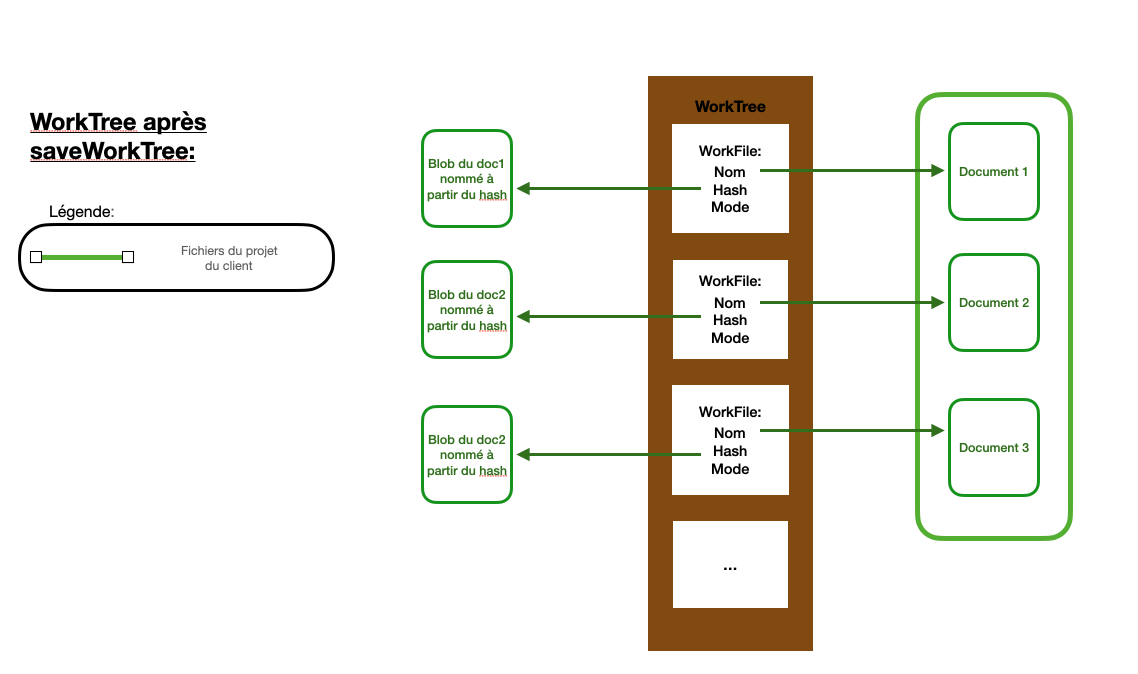 WorkTree après
saveWorkTree:
Légende:
Fichiers du projet
du client
Blob du doc1
nommé à
partir du hash
Blob du doc2
nommé à
partir du hash
Blob du doc2
nommé à
partir du hash
WorkTree
WorkFile:
Nom
Hash
Mode
WorkFile:
Nom
Hash
Mode
WorkFile:
Nom
Hash
Mode
...
Document 1
Document 2
Document 3